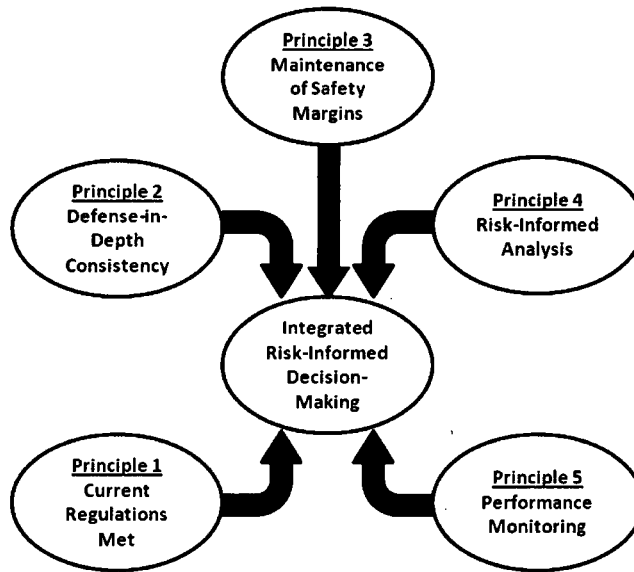 Principle 3
Maintenance
of Safety
Margins
Principle 2
Defense-in-
Depth
Consistency
Principle 4
Risk-Informed
Analysis
Integrated
Risk-Informed
Decision-
Making
Principle 1
Current
Regulations
Met
Principle 5
Performance
Monitoring